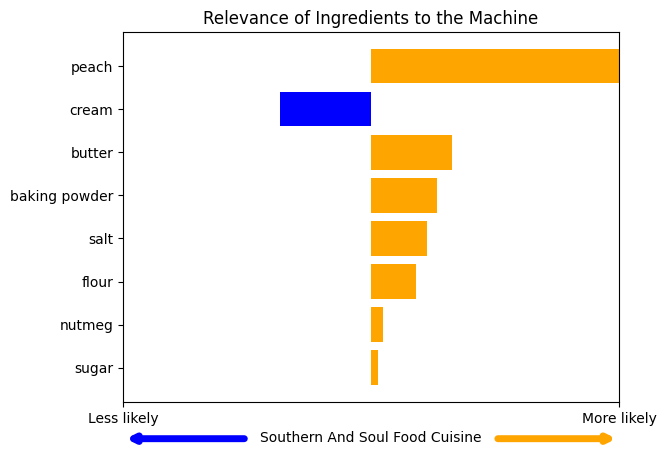 Relevance of Ingredients to the Machine
peach
cream
butter
baking powder
salt
flour
nutmeg
sugar
Less likely More likely
Southern And Soul Food Cuisine